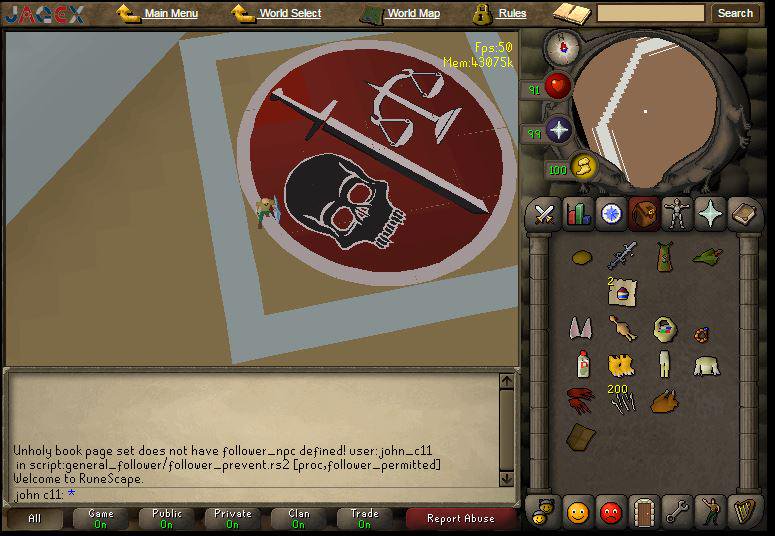 JAGEX
Main Menu
World Select
World Map
Rules
Search
Fps:50
Mem:43075k
91
99
100
2
200
Unholy book page set does not have follower_npc defined! user:john_c11
in script:general_follower/follower_prevent.rs2 [proc,follower_permitted]
Welcome to RuneScape.
john c11: *
All
Game
On
Public
On
Private
On
Clan
On
Trade
On
Report Abuse